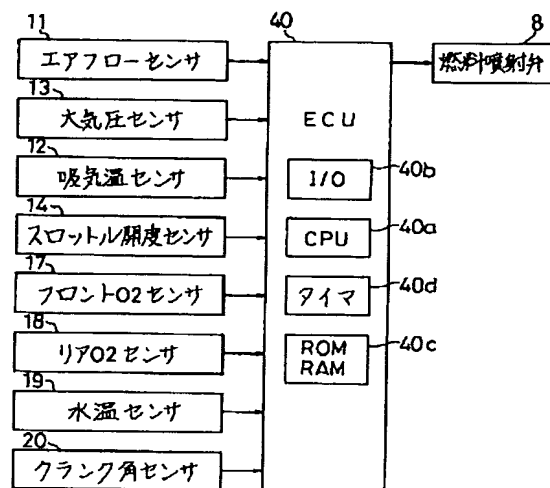 11
エアフローセンサ
13
大気圧センサ
12
吸気温センサ
14
スロットル開度センサ
17
フロントO2センサ
18
リアO2センサ
19
水温センサ
20
クランク角センサ
40
ECU
I/O
40b
CPU
40a
タイマ
40d
ROM
RAM
40c
8
燃料噴射弁